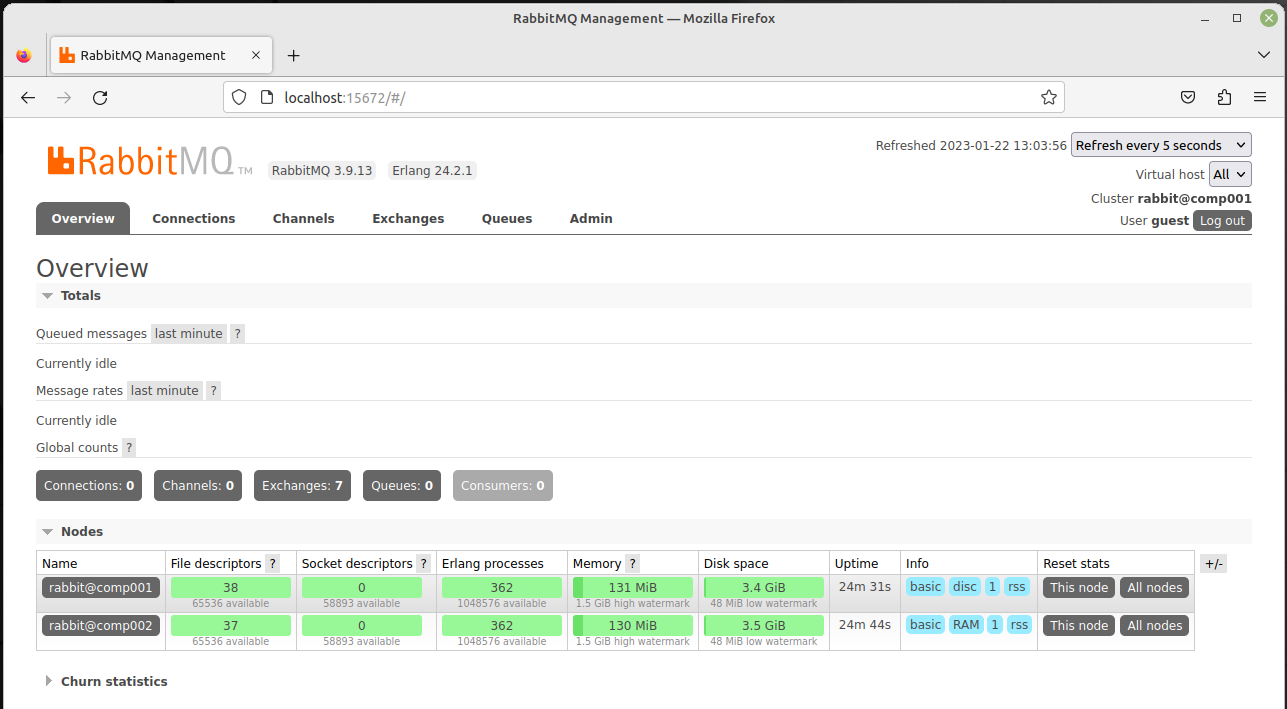 RabbitMQ Management — Mozilla Firefox
RabbitMQ Management
localhost:15672/#/
Refreshed 2023-01-22 13:03:56 Refresh every 5 seconds
RabbitMQ TM RabbitMQ 3.9.13 Erlang 24.2.1
Virtual host All
Cluster rabbit@comp001
User guest Log out
Overview Connections Channels Exchanges Queues Admin
Overview
Totals
Queued messages last minute ?
Currently idle
Message rates last minute ?
Currently idle
Global counts ?
Connections: 0 Channels: 0 Exchanges: 7 Queues: 0 Consumers: 0
Nodes
Name File descriptors ? Socket descriptors ? Erlang processes Memory ? Disk space Uptime Info Reset stats +/-
rabbit@comp001 38 0 362 131 MiB 3.4 GiB 24m 31s basic disc 1 rss This node All nodes
65536 available 58893 available 1048576 available 1.5 GiB high watermark 48 MiB low watermark
rabbit@comp002 37 0 362 130 MiB 3.5 GiB 24m 44s basic RAM 1 rss This node All nodes
65536 available 58893 available 1048576 available 1.5 GiB high watermark 48 MiB low watermark
Churn statistics